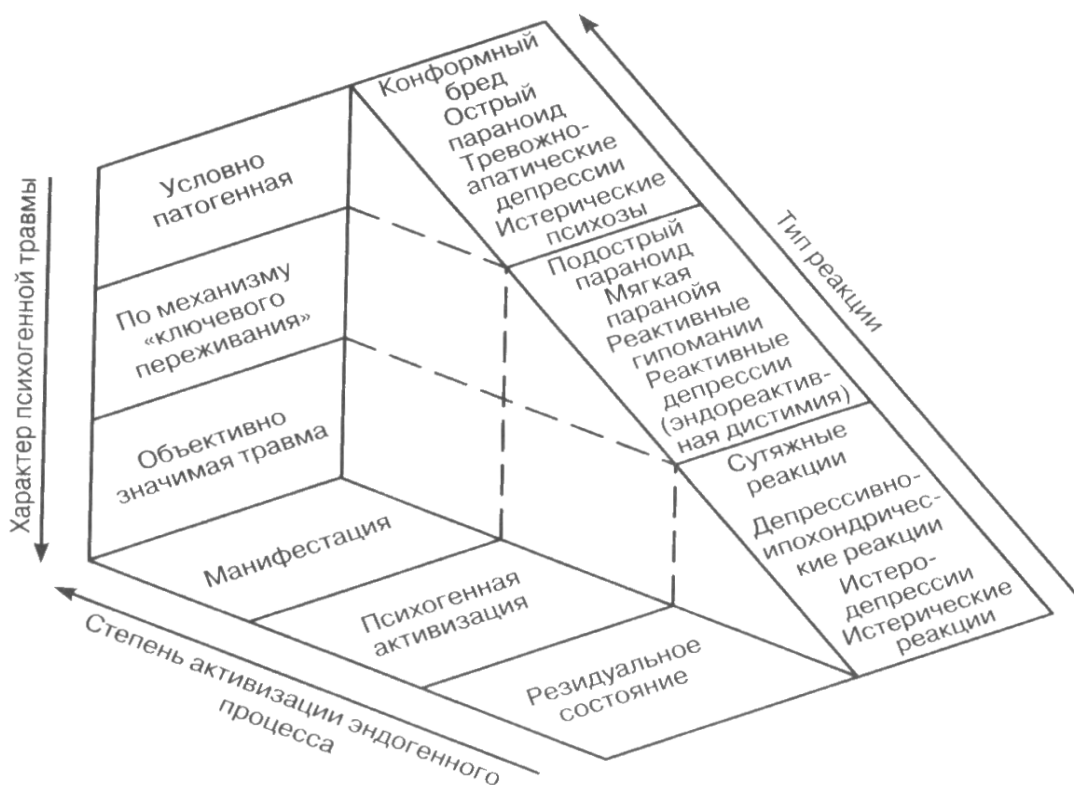 Характер психогенной травмы
Условно
патогенная
По механизму
«ключевого
переживания»
Объективно
значимая травма
Манифестация
Психогенная
активизация
Резидуальное
состояние
Степень активизации эндогенного
процесса
Конформный
бред
Острый
параноид
Тревожно-
апатические
депрессии
Истерические
психозы
Подострый
параноид
Мягкая
паранойя
Реактивные
гипомании
Реактивные
депрессии
(эндореактив-
ная дистимия)
Сутяжные
реакции
Депрессивно-
ипохондричес-
кие реакции
Истеро-
депрессии
Истерические
реакции
Тип реакции